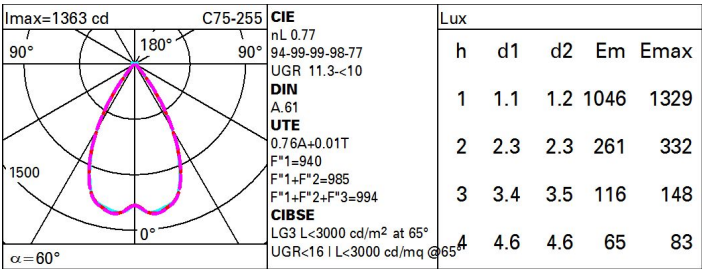 Imax=1363 cd C75-255
90° 180° 90°
1500
0°
α=60°
CIE
nL 0.77
94-99-99-98-77
UGR 11.3-<10
DIN
A.61
UTE
0.76A+0.01T
F"1=940
F"1+F"2=985
F"1+F"2+F"3=994
CIBSE
LG3 L<3000 cd/m² at 65°
UGR<16 | L<3000 cd/mq @65°
Lux
h d1 d2 Em Emax
1 1.1 1.2 1046 1329
2 2.3 2.3 261 332
3 3.4 3.5 116 148
4 4.6 4.6 65 83